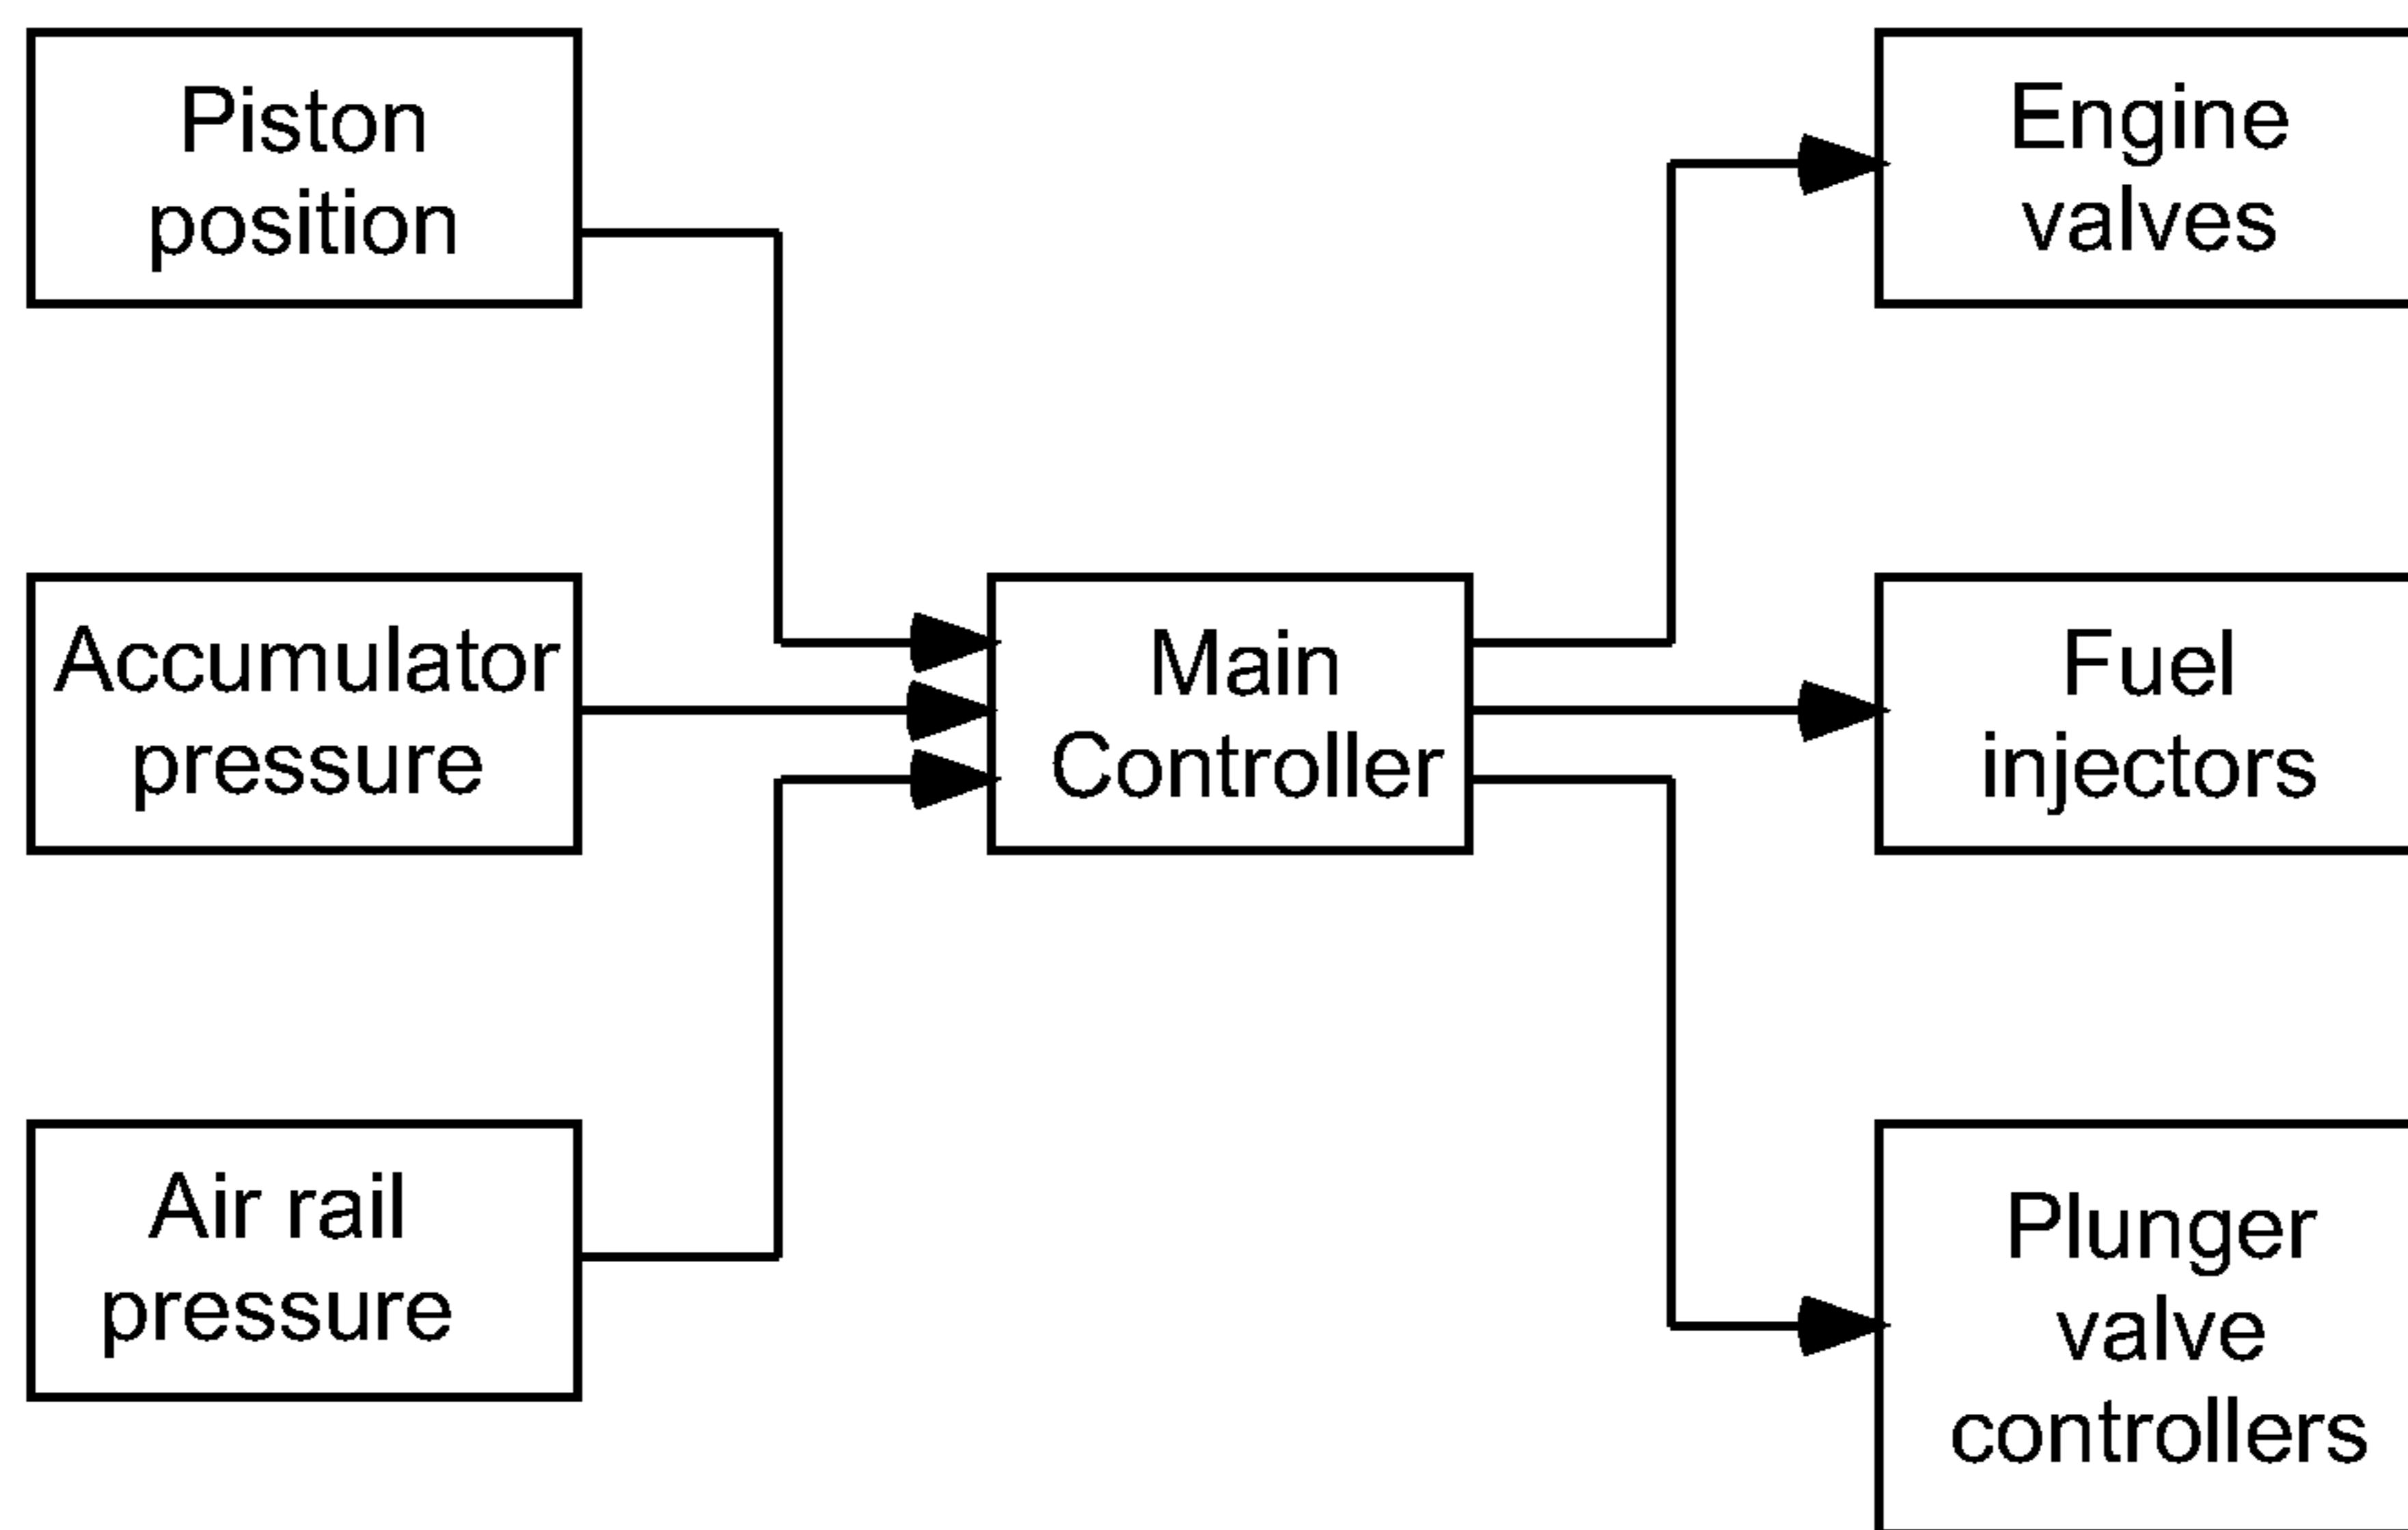 Piston
position
Accumulator
pressure
Air rail
pressure
Main
Controller
Engine
valves
Fuel
injectors
Plunger
valve
controllers